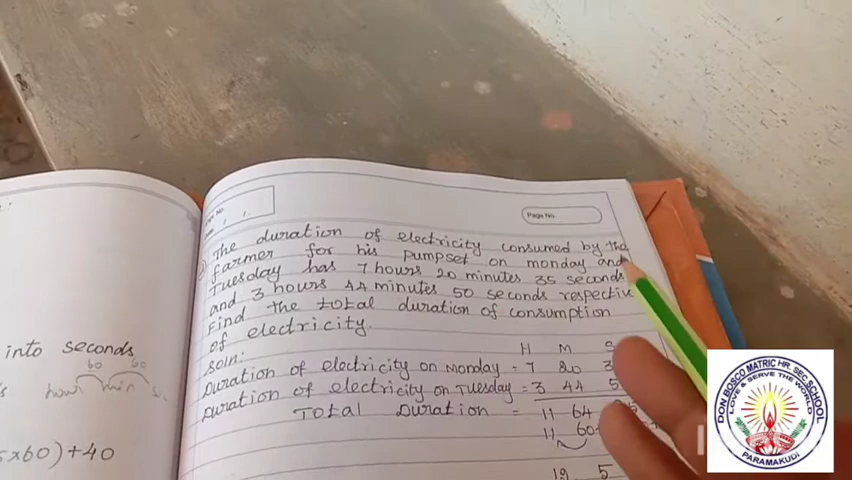 Page No.
The duration of electricity consumed by the
farmer for his pumpset on monday and
Tuesday has 7 hours 20 minutes 35 seconds
and 3 hours 44 minutes 50 seconds respective
Find the total duration of consumption
of electricity.
Soln:
H M S
Duration of electricity on Monday = 7 20 3
Duration of electricity on Tuesday = 3 44 5
Total Duration = 11 64
11 60+
12 5
into seconds
60 60
hour min
5x60)+40
DON BOSCO MATRIC HR. SEC SCHOOL
LOVE & SERVE THE WORLD
PARAMAKUDI